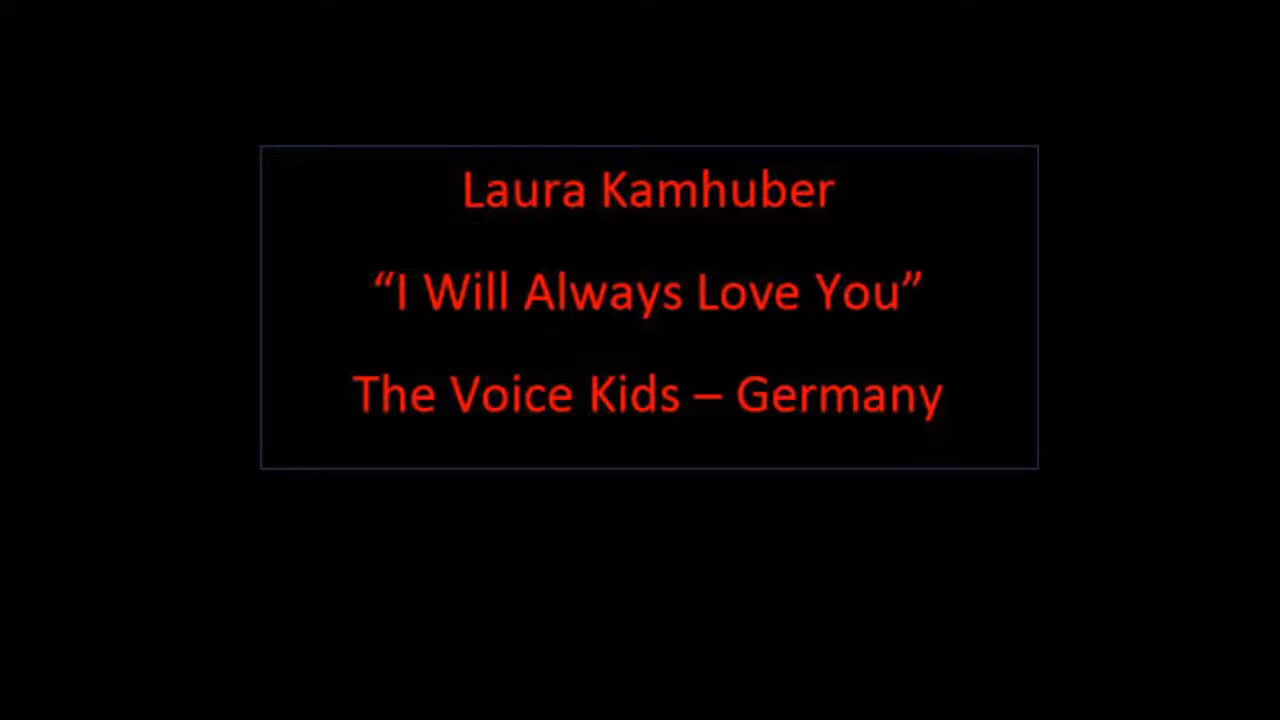 Laura Kamhuber
“I Will Always Love You”
The Voice Kids – Germany